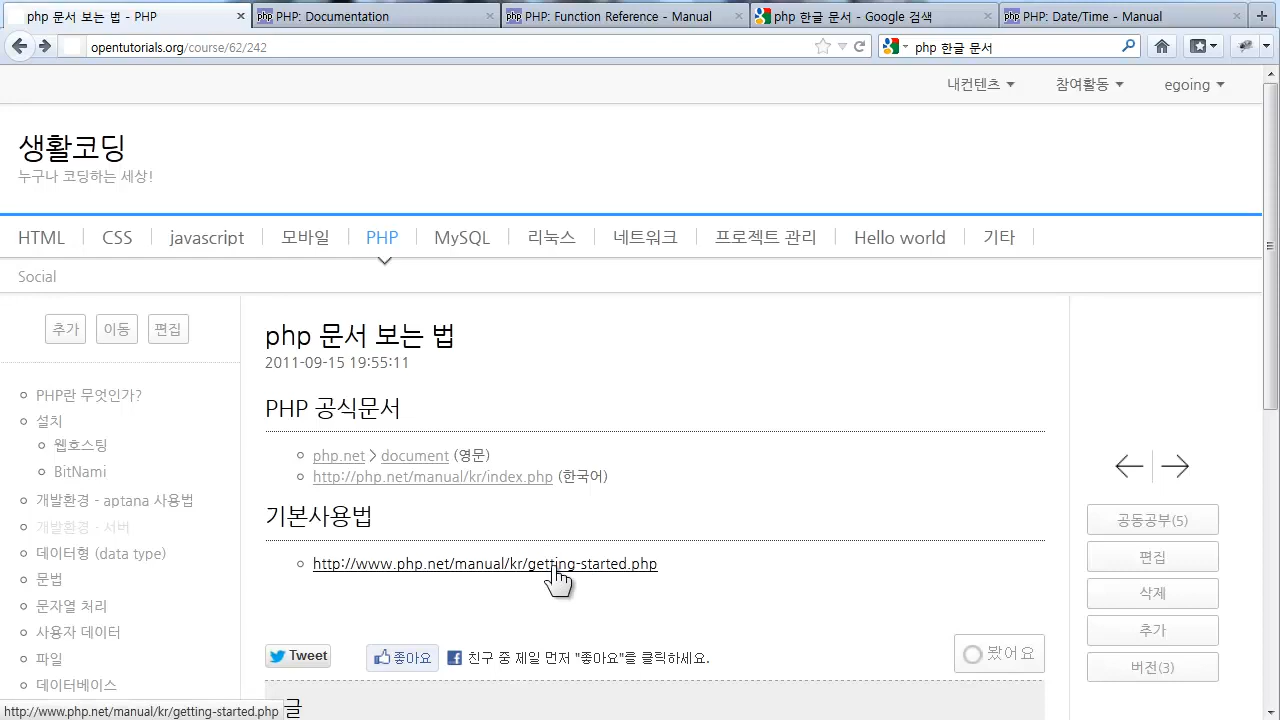 php 문서 보는 법 - PHP
PHP: Documentation
PHP: Function Reference - Manual
php 한글 문서 - Google 검색
PHP: Date/Time - Manual
opentutorials.org/course/62/242
php 한글 문서
내컨텐츠
참여활동
egoing
생활코딩
누구나 코딩하는 세상!
HTML
CSS
javascript
모바일
PHP
MySQL
리눅스
네트워크
프로젝트 관리
Hello world
기타
Social
추가
이동
편집
PHP란 무엇인가?
설치
웹호스팅
BitNami
개발환경 - aptana 사용법
개발환경 - 서버
데이터형 (data type)
문법
문자열 처리
사용자 데이터
파일
데이터베이스
php 문서 보는 법
2011-09-15 19:55:11
PHP 공식문서
php.net > document (영문)
http://php.net/manual/kr/index.php (한국어)
기본사용법
http://www.php.net/manual/kr/getting-started.php
Tweet
좋아요
친구 중 제일 먼저 "좋아요"를 클릭하세요.
봤어요
글
공동공부(5)
편집
삭제
추가
버전(3)
http://www.php.net/manual/kr/getting-started.php